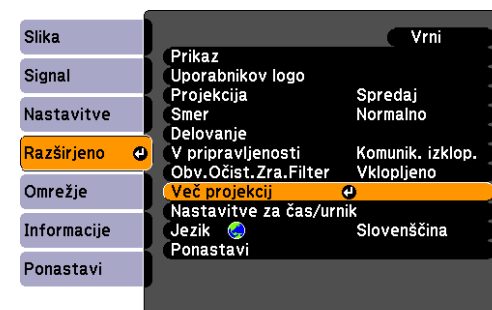 Slika
Signal
Nastavitve
Razširjeno
Omrežje
Informacije
Ponastavi
Vrni
Prikaz
Uporabnikov logo
Projekcija Spredaj
Smer Normalno
Delovanje
V pripravljenosti Komunik. izklop.
Obv.Očist.Zra.Filter Vklopljeno
Več projekcij
Nastavitve za čas/urnik
Jezik Slovenščina
Ponastavi